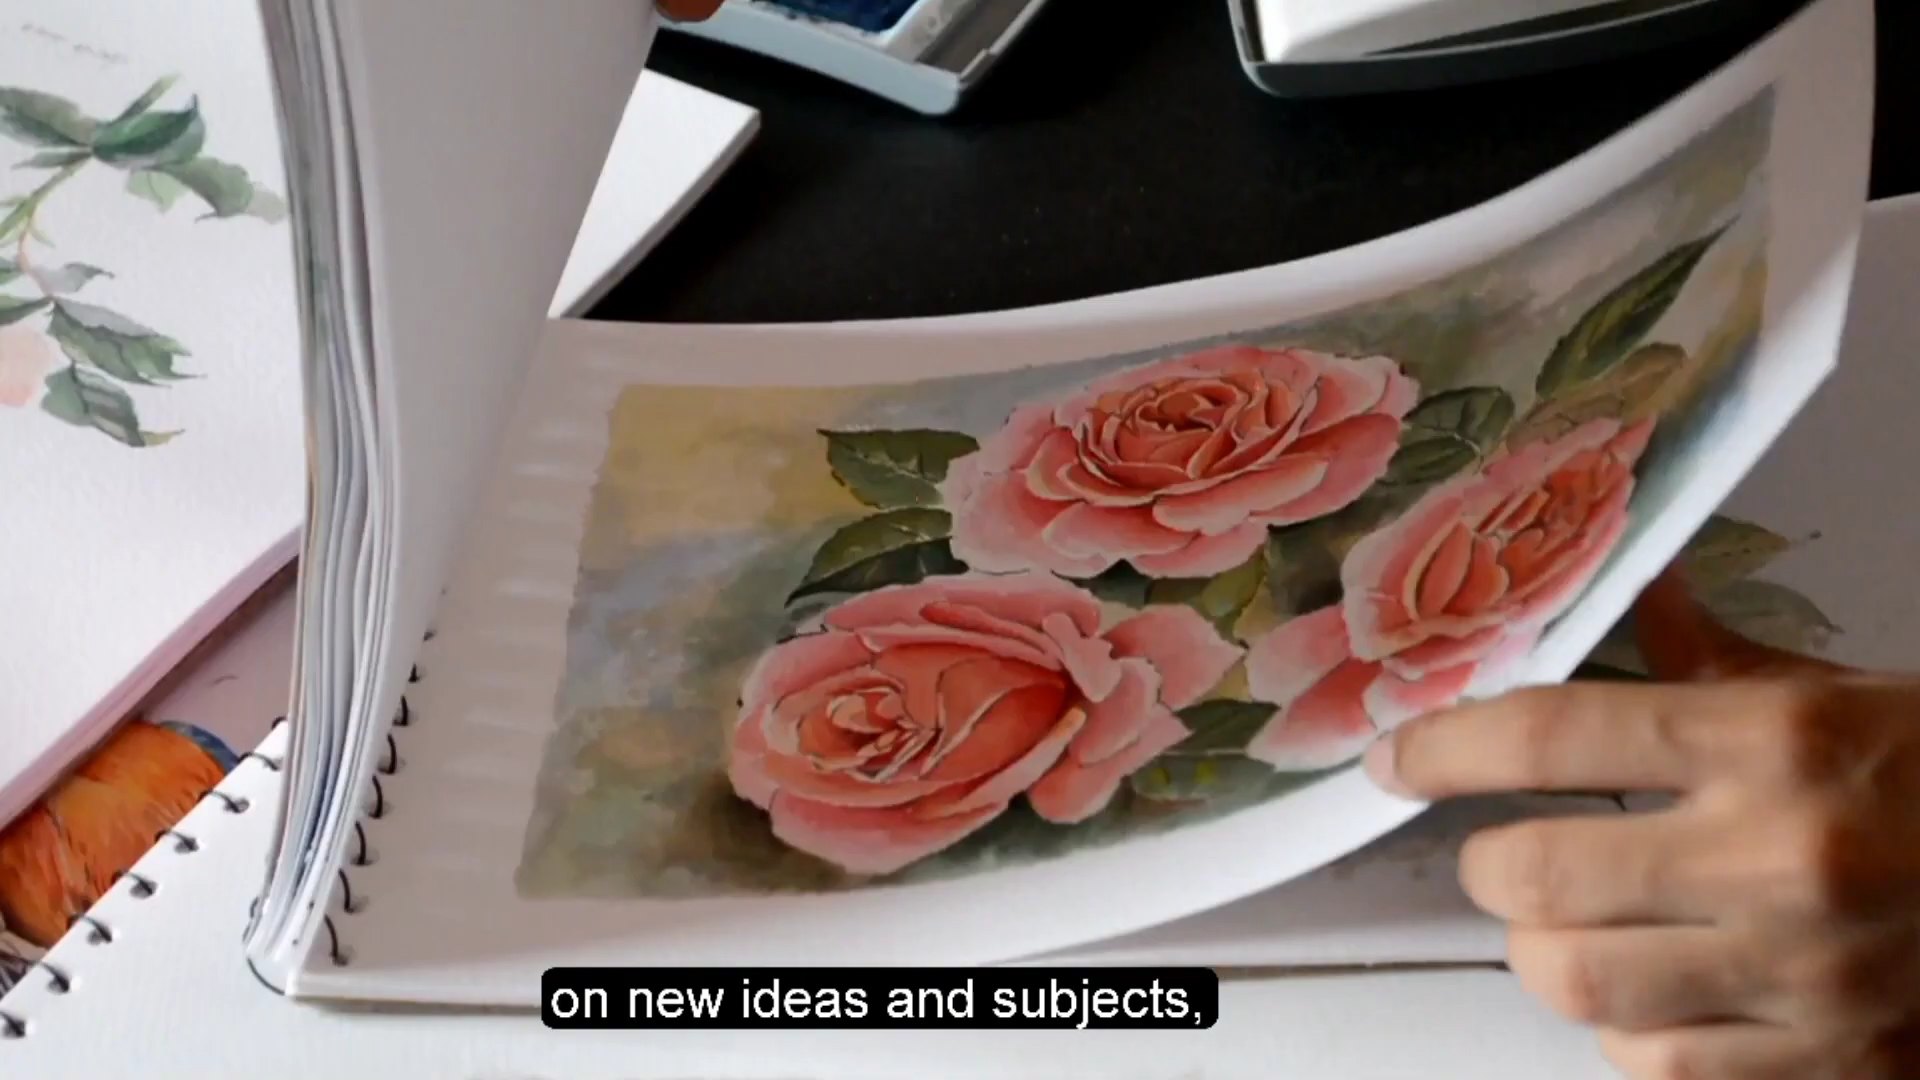 on new ideas and subjects,